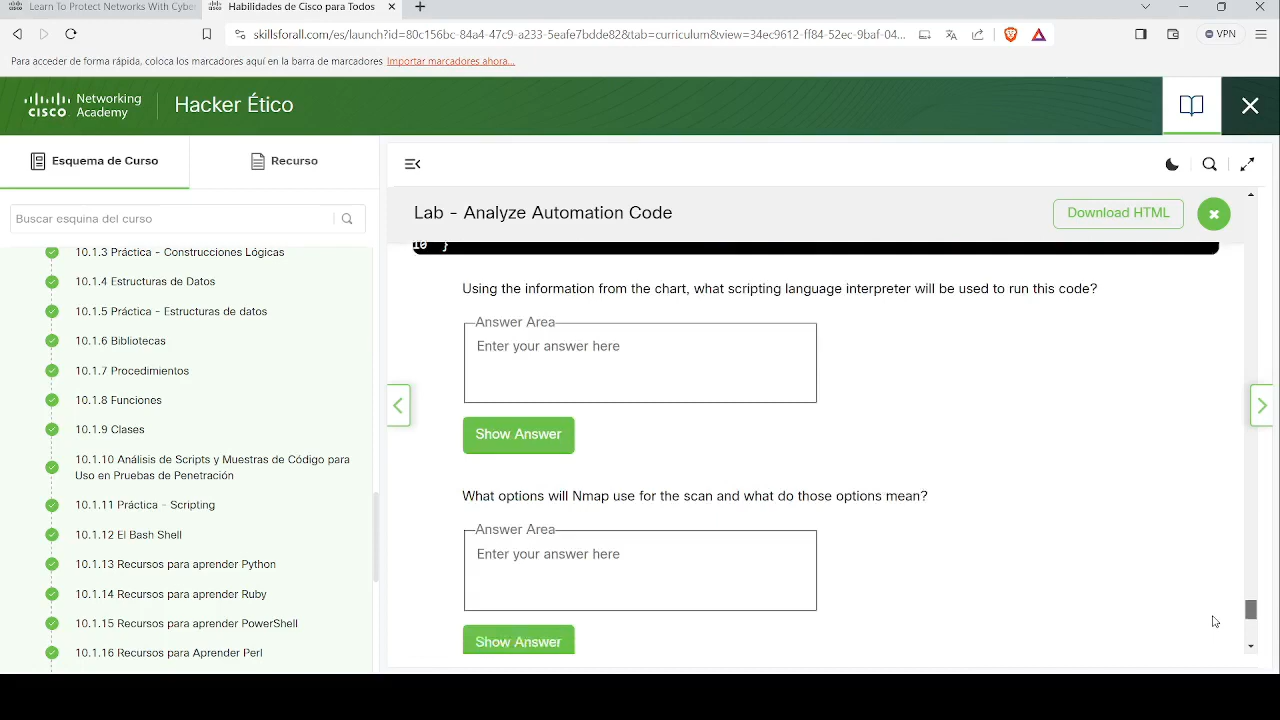 Learn To Protect Networks With Cybe
Habilidades de Cisco para Todos
skillsforall.com/es/launch?id=80c156bc-84a4-47c9-a233-5eafe7bdde82&tab=curriculum&view=34ec9612-ff84-52ec-9baf-04...
VPN
Para acceder de forma rápida, coloca los marcadores aquí en la barra de marcadores Importar marcadores ahora...
CISCO Networking Academy
Hacker Ético
Esquema de Curso
Recurso
Buscar esquina del curso
10.1.3 Práctica - Construcciones Lógicas
10.1.4 Estructuras de Datos
10.1.5 Práctica - Estructuras de datos
10.1.6 Bibliotecas
10.1.7 Procedimientos
10.1.8 Funciones
10.1.9 Clases
10.1.10 Análisis de Scripts y Muestras de Código para
Uso en Pruebas de Penetración
10.1.11 Práctica - Scripting
10.1.12 El Bash Shell
10.1.13 Recursos para aprender Python
10.1.14 Recursos para aprender Ruby
10.1.15 Recursos para aprender PowerShell
10.1.16 Recursos para Aprender Perl
Lab - Analyze Automation Code
Download HTML
10 }
Using the information from the chart, what scripting language interpreter will be used to run this code?
Answer Area
Enter your answer here
Show Answer
What options will Nmap use for the scan and what do those options mean?
Answer Area
Enter your answer here
Show Answer